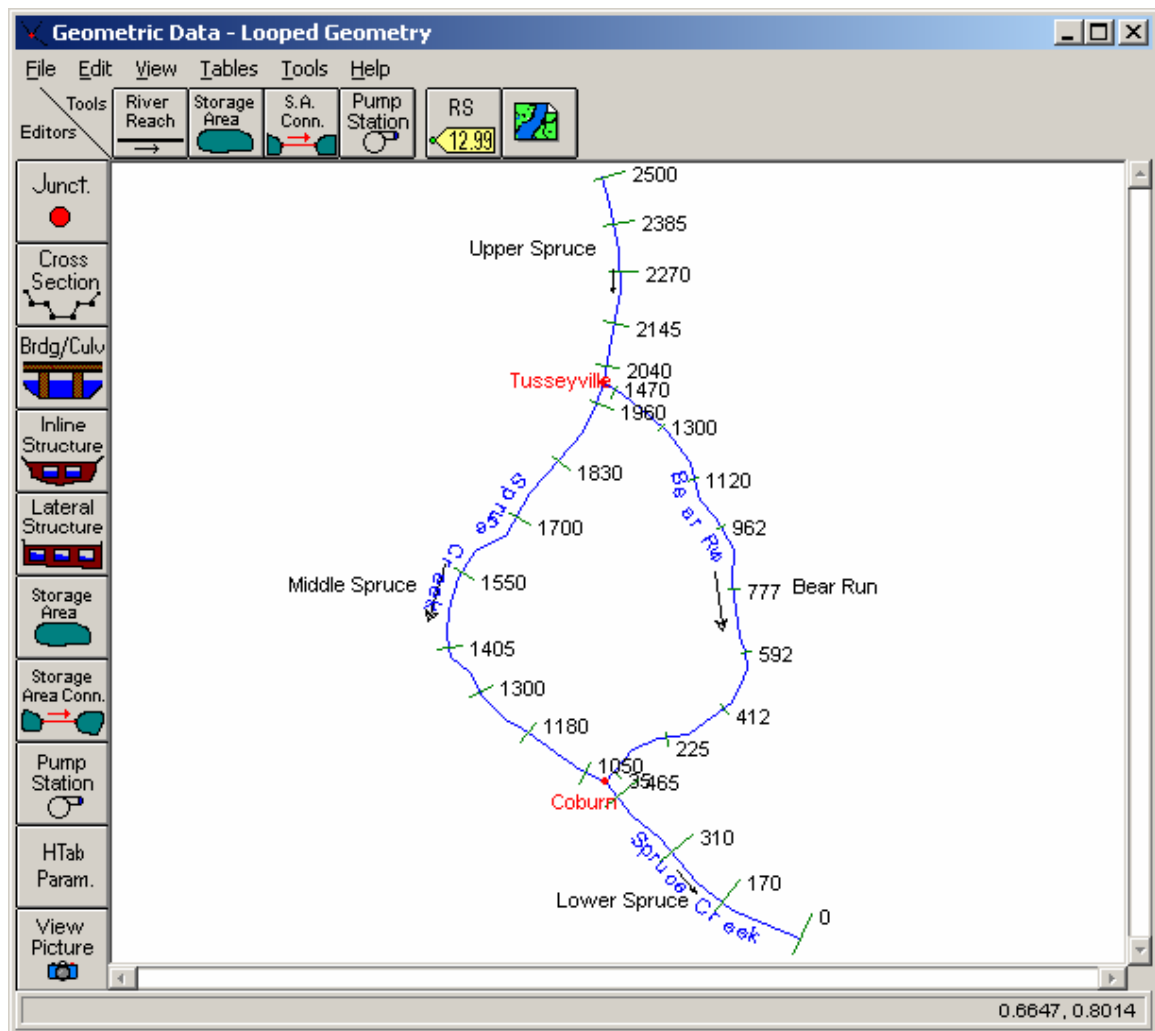 Geometric Data - Looped Geometry
File Edit View Tables Tools Help
Tools
Editors
River
Reach
Storage
Area
S.A.
Conn.
Pump
Station
RS
12.99
Junct.
Cross
Section
Brdg/Culv
Inline
Structure
Lateral
Structure
Storage
Area
Storage
Area Conn.
Pump
Station
HTab
Param.
View
Picture
2500
2385
Upper Spruce
2270
2145
2040
Tusseyville
1470
1960
1300
1830
1120
Spruce Creek
Bear Run
1700
962
1550
Middle Spruce
777
Bear Run
1405
592
1300
412
1180
225
1050
35
465
Coburn
310
Spruce Creek
170
Lower Spruce
0
0.6647, 0.8014